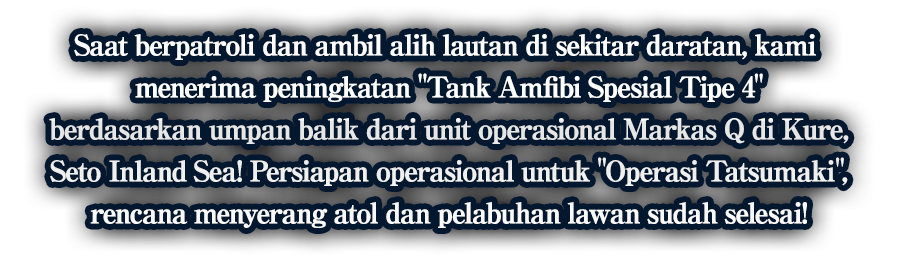 Saat berpatroli dan ambil alih lautan di sekitar daratan, kami
menerima peningkatan "Tank Amfibi Spesial Tipe 4"
berdasarkan umpan balik dari unit operasional Markas Q di Kure,
Seto Inland Sea! Persiapan operasional untuk "Operasi Tatsumaki",
rencana menyerang atol dan pelabuhan lawan sudah selesai!